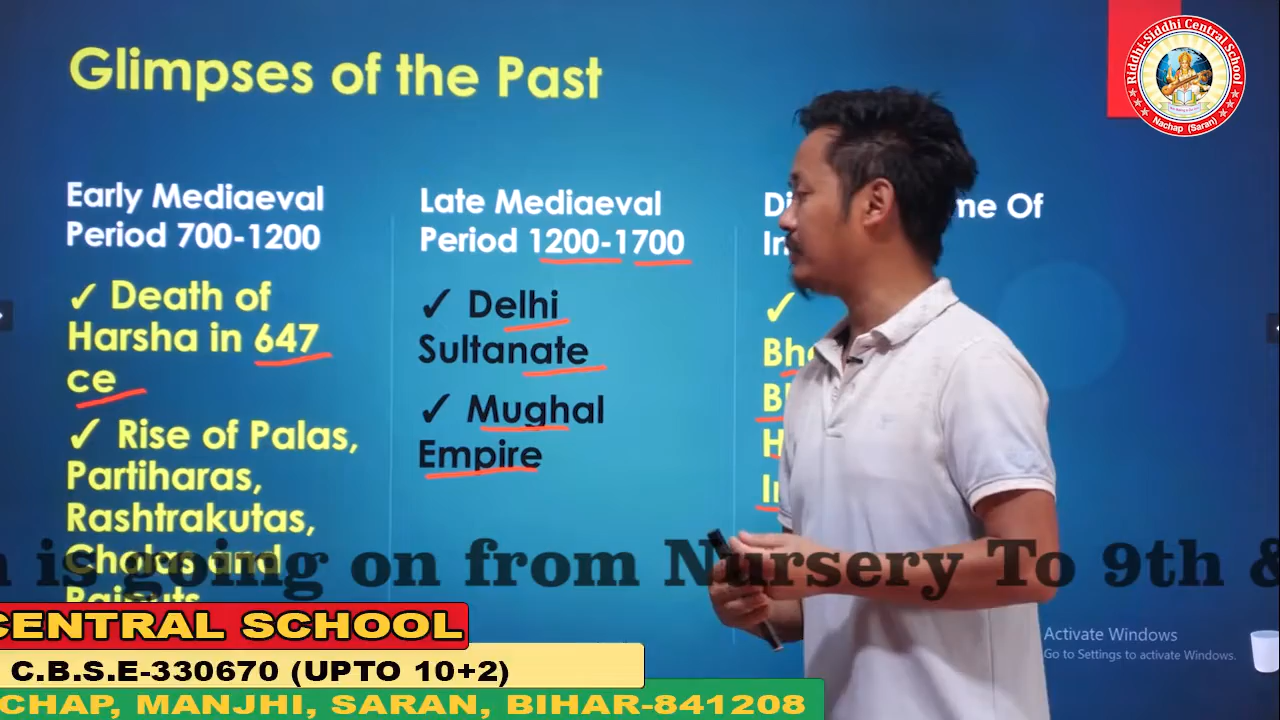 Glimpses of the Past
Early Mediaeval
Period 700-1200
✓ Death of
Harsha in 647
ce
✓ Rise of Palas,
Partiharas,
Rashtrakutas,
Cholas and
Rajputs
Late Mediaeval
Period 1200-1700
✓ Delhi
Sultanate
✓ Mughal
Empire
Of
✓
Riddhi-Siddhi Central School
Nachap (Saran)
is going on from Nursery To 9th &
CENTRAL SCHOOL
C.B.S.E-330670 (UPTO 10+2)
CHAP, MANJHI, SARAN, BIHAR-841208
Activate Windows
Go to Settings to activate Windows.